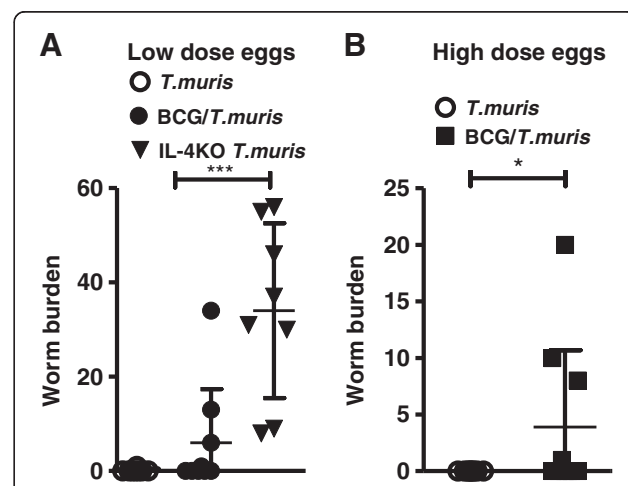 A
Low dose eggs
T.muris
BCG/T.muris
IL-4KO T.muris
***
60
40
20
0
Worm burden
B
High dose eggs
T.muris
BCG/T.muris
*
25
20
15
10
5
0
Worm burden